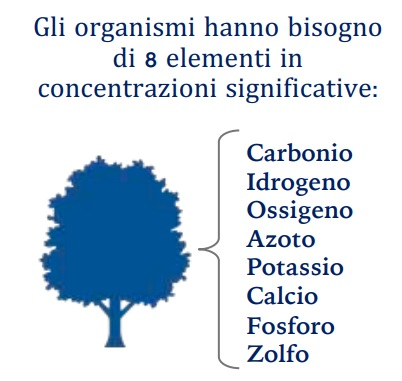 Gli organismi hanno bisogno
di 8 elementi in
concentrazioni significative:
Carbonio
Idrogeno
Ossigeno
Azoto
Potassio
Calcio
Fosforo
Zolfo